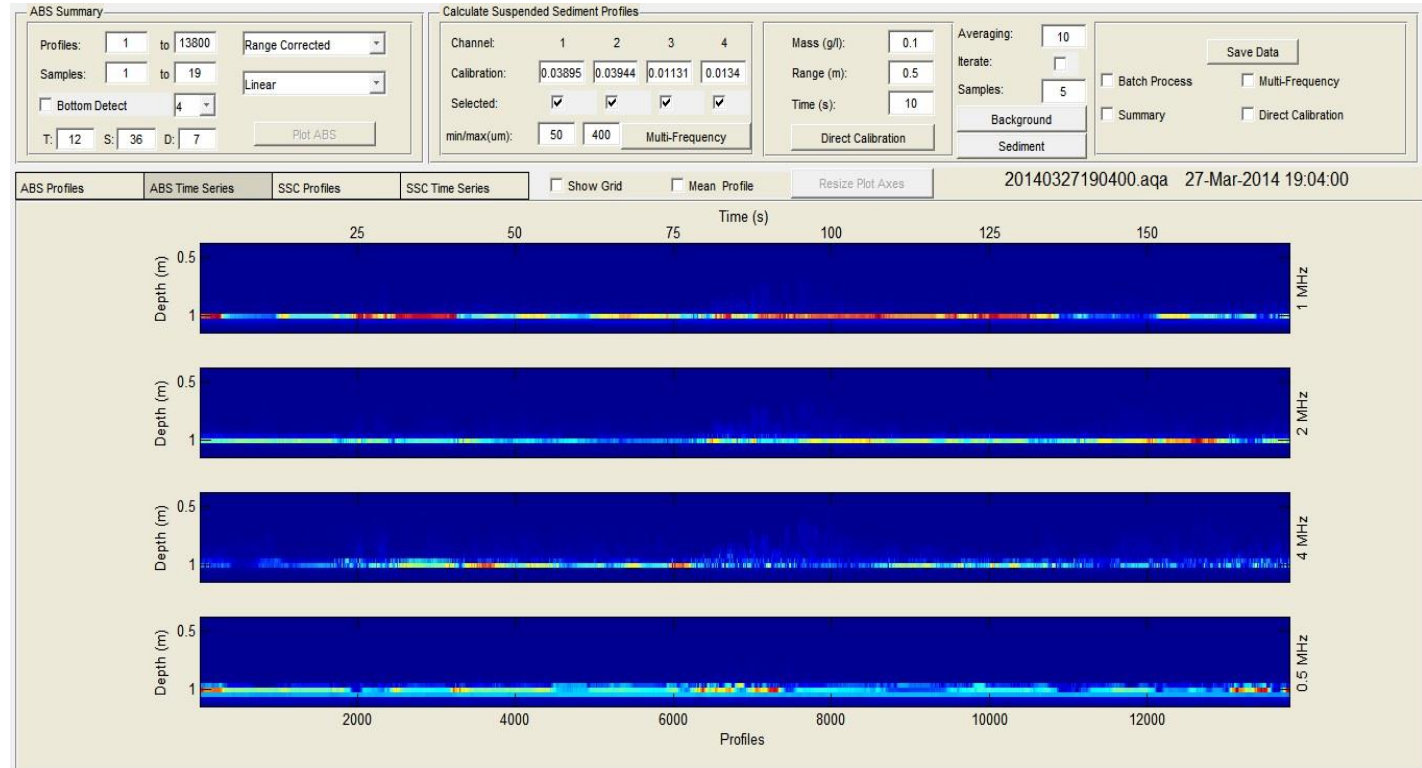 ABS Summary
Profiles: 1 to 13800 Range Corrected
Samples: 1 to 19 Linear
Bottom Detect 4
T: 12 S: 36 D: 7 Plot ABS
Calculate Suspended Sediment Profiles
Channel: 1 2 3 4
Calibration: 0.03895 0.03944 0.01131 0.0134
Selected:
min/max(um): 50 400 Multi-Frequency
Mass (g/l): 0.1
Range (m): 0.5
Time (s): 10
Direct Calibration
Averaging: 10
Iterate:
Samples: 5
Background
Sediment
Save Data
Batch Process Multi-Frequency
Summary Direct Calibration
ABS Profiles ABS Time Series SSC Profiles SSC Time Series Show Grid Mean Profile Resize Plot Axes 20140327190400.aqa 27-Mar-2014 19:04:00
Time (s)
25 50 75 100 125 150
Depth (m) 0.5 1 1 MHz
Depth (m) 0.5 1 2 MHz
Depth (m) 0.5 1 4 MHz
Depth (m) 0.5 1 0.5 MHz
2000 4000 6000 8000 10000 12000
Profiles